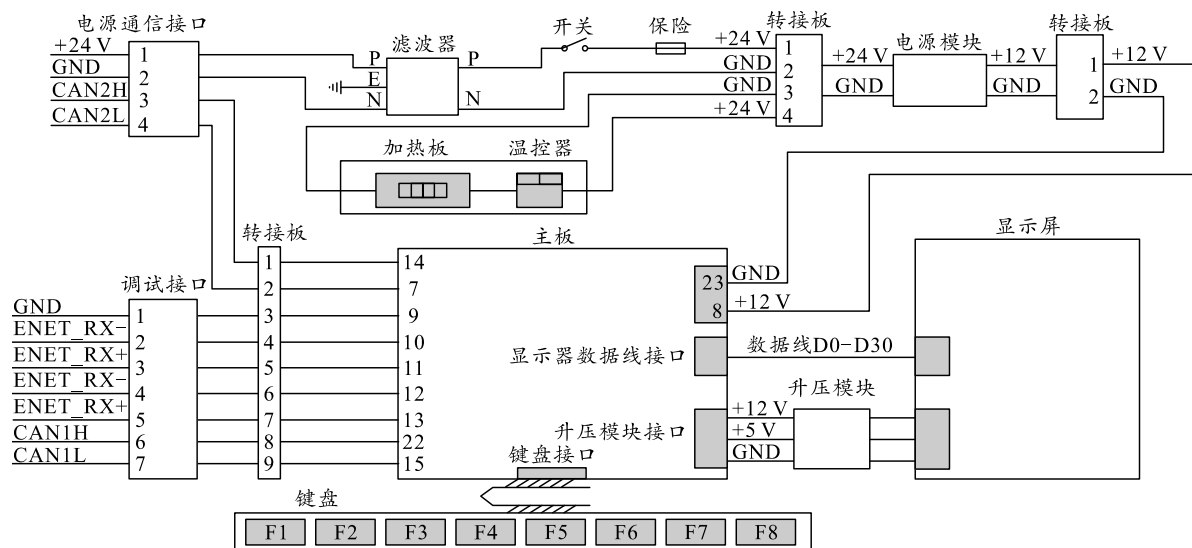 电源通信接口
+24 V
GND
CAN2H
CAN2L
1
2
3
4
滤波器
P
E
N
P
N
开关
保险
转接板
+24 V
GND
GND
+24 V
1
2
3
4
+24 V
GND
电源模块
+12 V
GND
转接板
1
2
+12 V
GND
加热板
温控器
转接板
1
2
3
4
5
6
7
8
9
调试接口
GND
ENET_RX-
ENET_RX+
ENET_RX-
ENET_RX+
CAN1H
CAN1L
1
2
3
4
5
6
7
主板
14
7
9
10
11
12
13
22
15
23
8
GND
+12 V
显示器数据线接口
数据线D0-D30
升压模块接口
+12 V
+5 V
GND
升压模块
显示屏
键盘接口
键盘
F1 F2 F3 F4 F5 F6 F7 F8